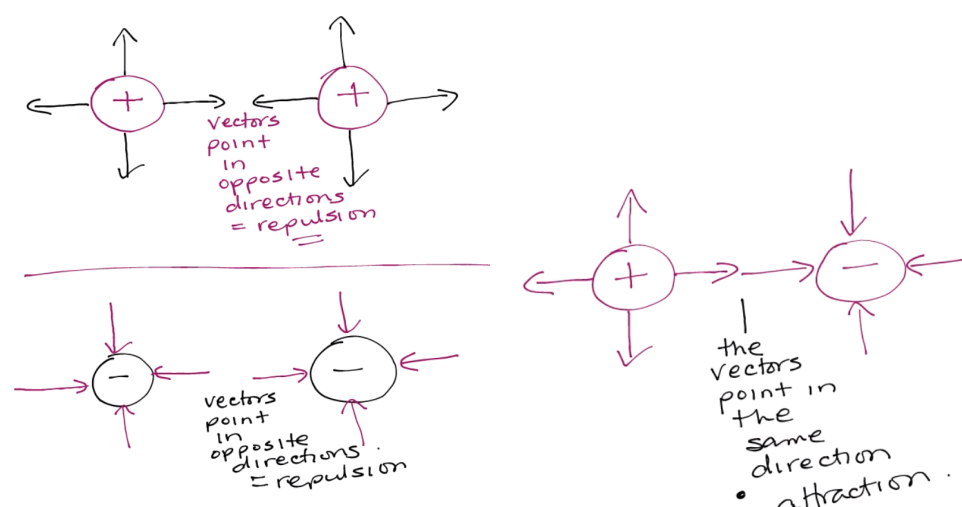 +
+
vectors
point
in
opposite
directions
= repulsion
-
-
vectors
point
in
opposite
directions.
= repulsion
+
-
the
vectors
point in
the
same
direction
• attraction.